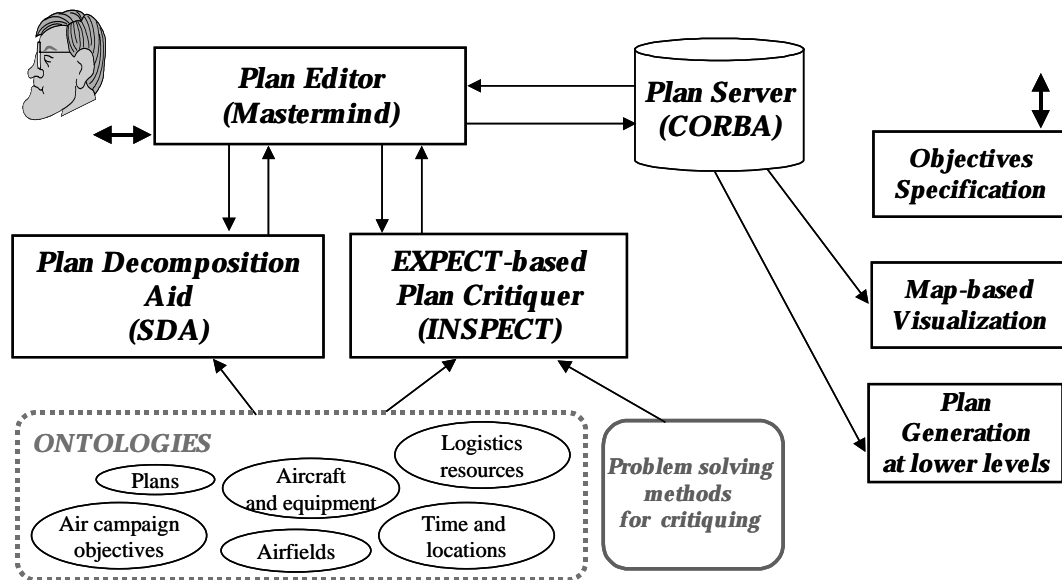 Plan Editor
(Mastermind)
Plan Server
(CORBA)
Objectives
Specification
Plan Decomposition
Aid
(SDA)
EXPECT-based
Plan Critiquer
(INSPECT)
Map-based
Visualization
Plan
Generation
at lower levels
ONTOLOGIES
Logistics
resources
Plans
Aircraft
and equipment
Air campaign
objectives
Airfields
Time and
locations
Problem solving
methods
for critiquing